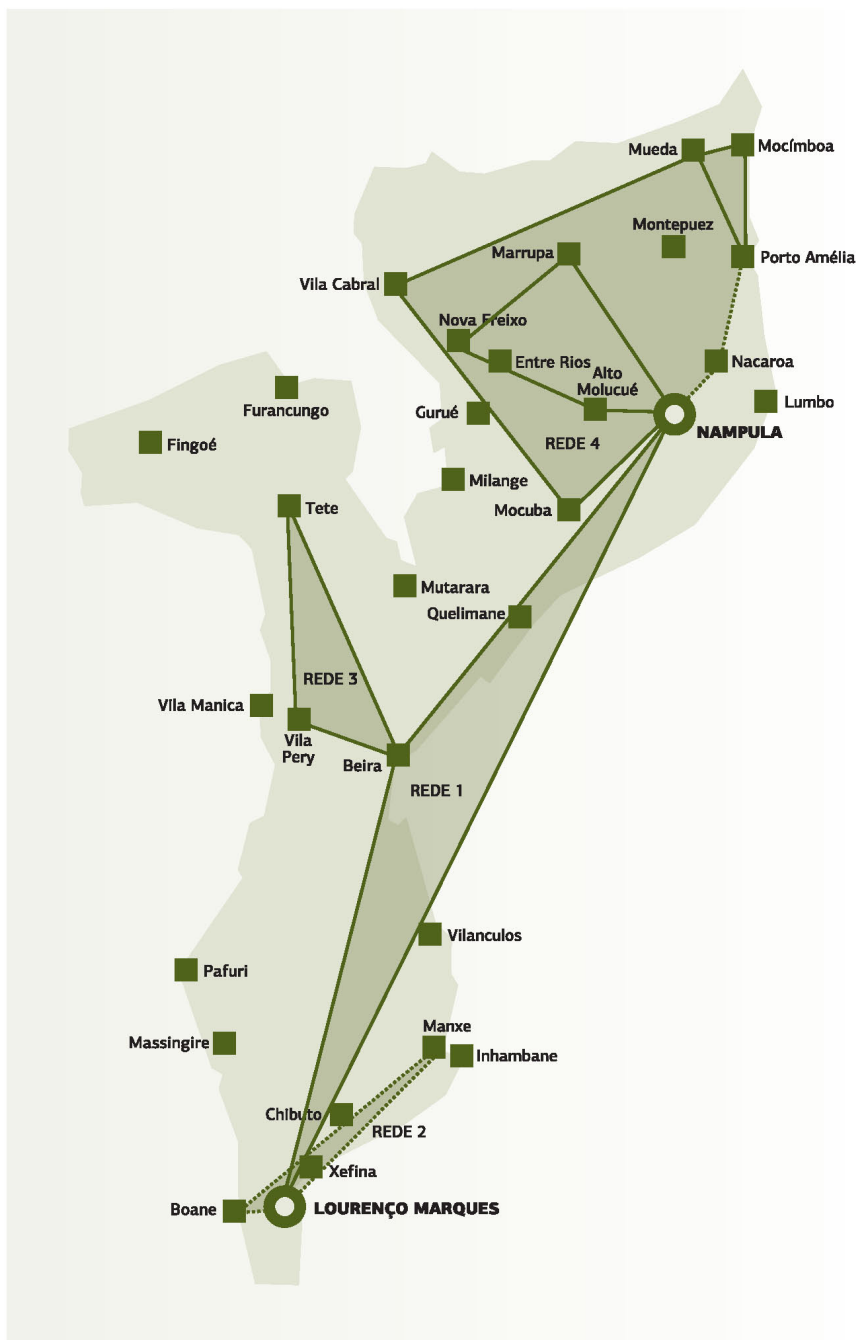 Mueda
Mocímboa
Montepuez
Marrupa
Porto Amélia
Vila Cabral
Nova Freixo
Entre Rios
Nacaroa
Alto
Molucué
Furancungo
Gurué
Lumbo
NAMPULA
Fingoé
REDE 4
Milange
Tete
Mocuba
Mutarara
Quelimane
REDE 3
Vila Manica
Vila
Pery
Beira
REDE 1
Vilanculos
Pafuri
Manxe
Massingire
Inhambane
Chibuto
REDE 2
Xefina
Boane
LOURENÇO MARQUES